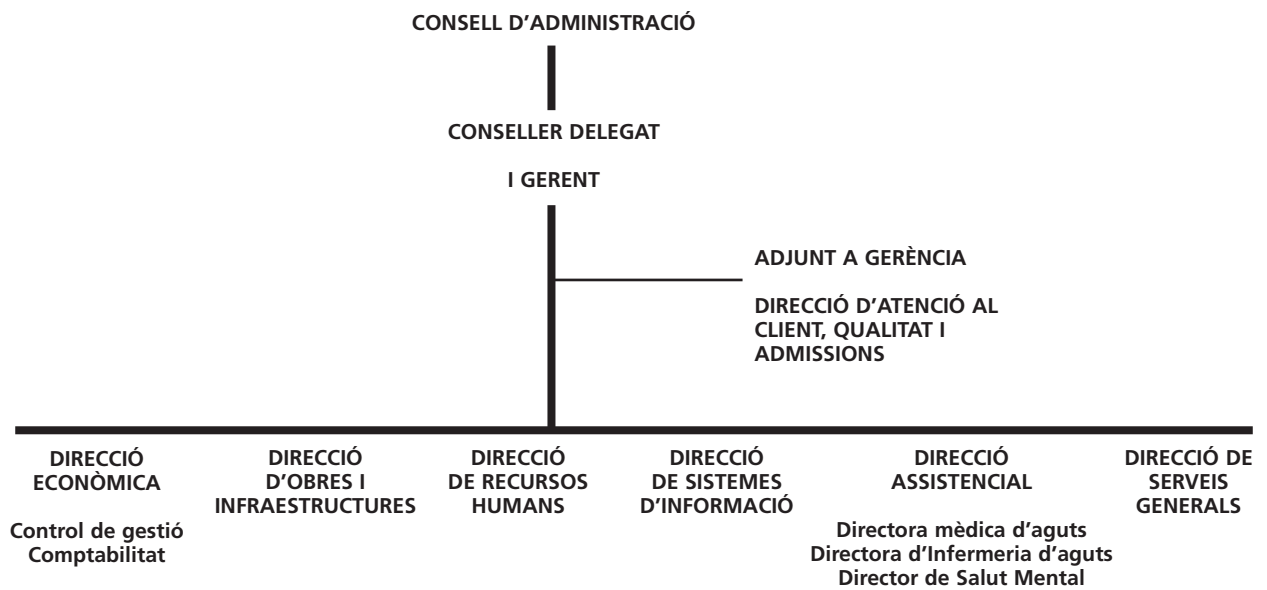 CONSELL D’ADMINISTRACIÓ
CONSELLER DELEGAT
I GERENT
ADJUNT A GERÈNCIA
DIRECCIÓ D’ATENCIÓ AL
CLIENT, QUALITAT I
ADMISSIONS
DIRECCIÓ
ECONÒMICA
Control de gestió
Comptabilitat
DIRECCIÓ
D’OBRES I
INFRAESTRUCTURES
DIRECCIÓ
DE RECURSOS
HUMANS
DIRECCIÓ
DE SISTEMES
D’INFORMACIÓ
DIRECCIÓ
ASSISTENCIAL
Directora mèdica d’aguts
Directora d’Infermeria d’aguts
Director de Salut Mental
DIRECCIÓ DE
SERVEIS
GENERALS